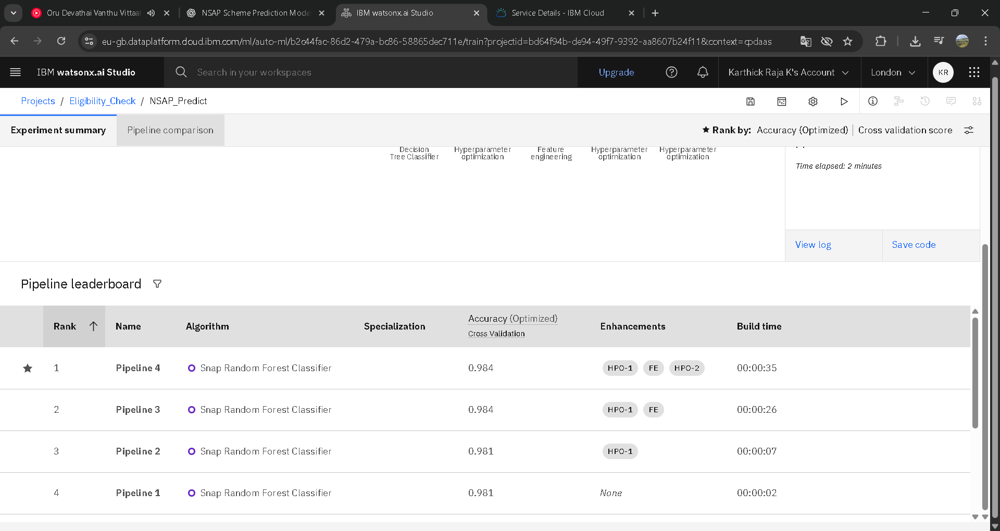 Oru Devathai Vanthu Vittaal
NSAP Scheme Prediction Mode
IBM watsonx.ai Studio
Service Details - IBM Cloud
eu-gb.dataplatform.cloud.ibm.com/ml/auto-ml/b2c44fac-86d2-479a-bc86-58865dec711e/train?projectid=bd64f94b-de94-49f7-9392-aa8607b24f11&context=cpdaas
IBM watsonx.ai Studio
Search in your workspaces
Upgrade
Karthick Raja K's Account
London
KR
Projects / Eligibility_Check / NSAP_Predict
Experiment summary
Pipeline comparison
Rank by: Accuracy (Optimized) | Cross validation score
Decision
Tree Classifier
Hyperparameter
optimization
Feature
engineering
Hyperparameter
optimization
Hyperparameter
optimization
Time elapsed: 2 minutes
View log
Save code
Pipeline leaderboard
Rank Name Algorithm Specialization Accuracy (Optimized) Enhancements Build time
Cross Validation
1 Pipeline 4 Snap Random Forest Classifier 0.984 HPO-1 FE HPO-2 00:00:35
2 Pipeline 3 Snap Random Forest Classifier 0.984 HPO-1 FE 00:00:26
3 Pipeline 2 Snap Random Forest Classifier 0.981 HPO-1 00:00:07
4 Pipeline 1 Snap Random Forest Classifier 0.981 None 00:00:02